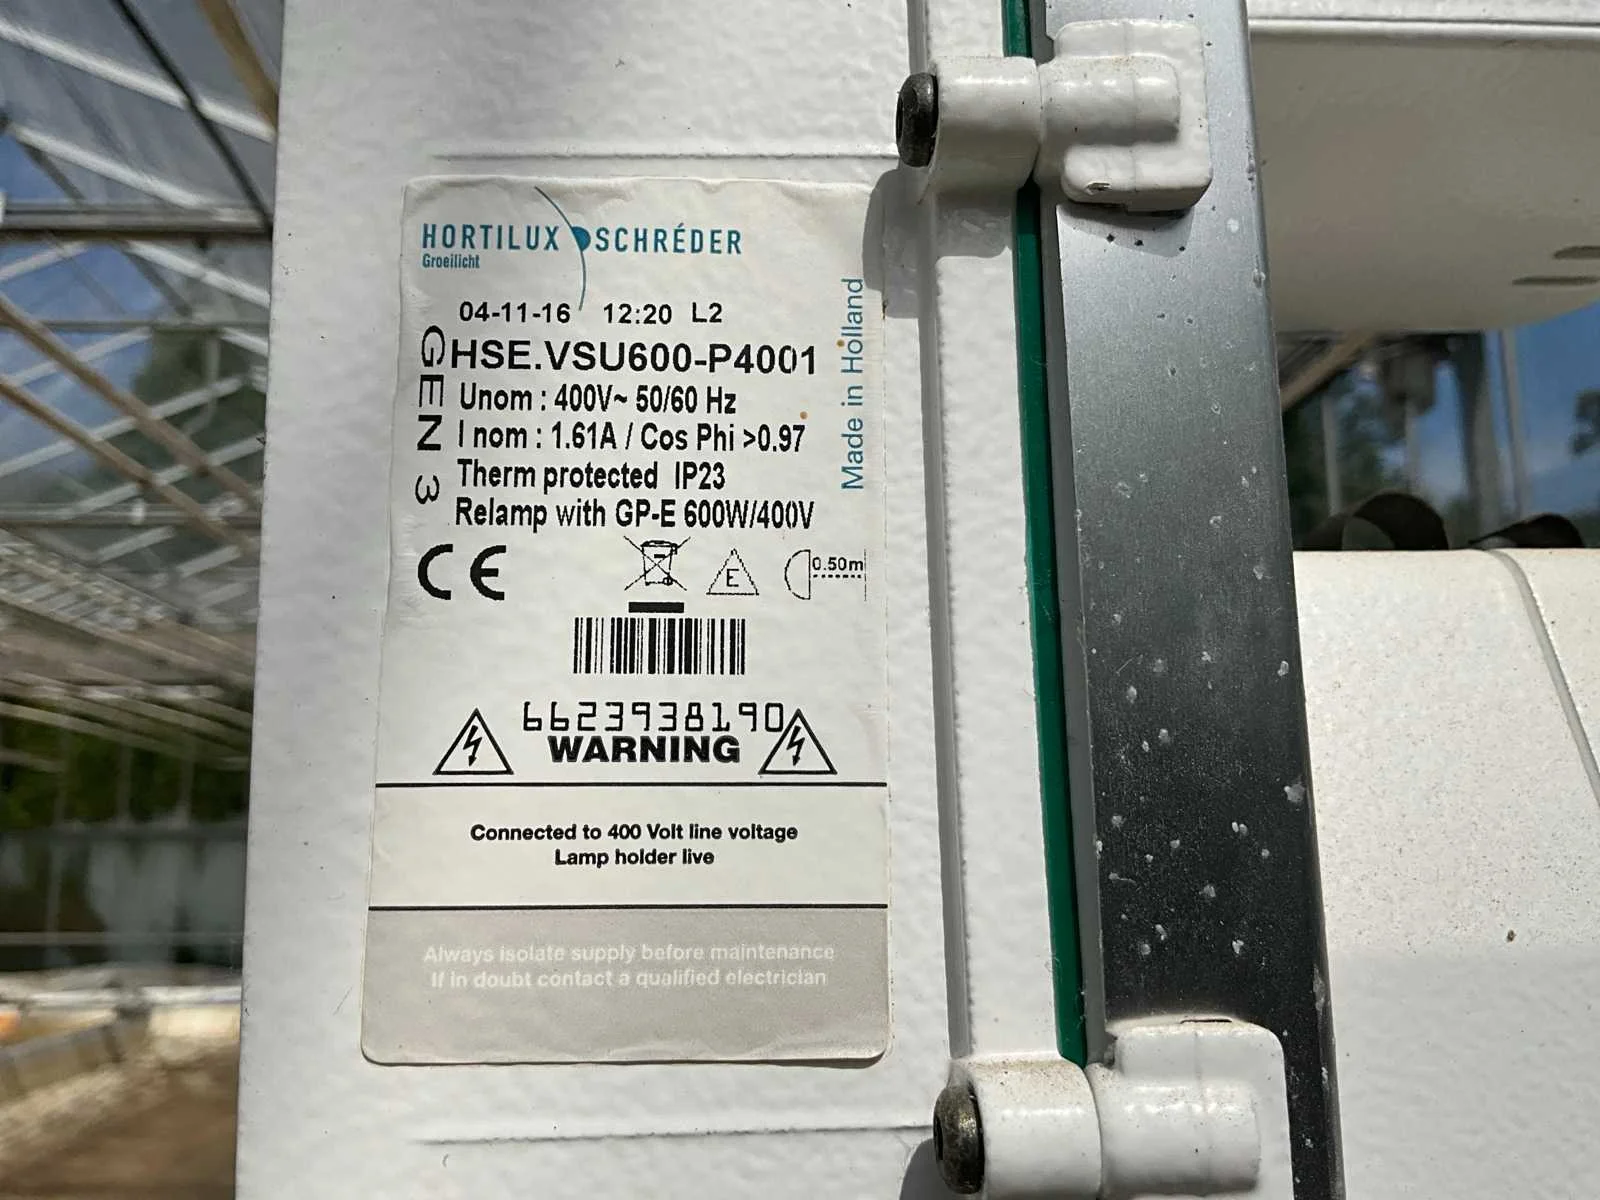 HORTILUX SCHRÉDER
Groeilicht
04-11-16 12:20 L2
HSE.VSU600-P4001
Unom : 400V~ 50/60 Hz
I nom : 1.61A / Cos Phi >0.97
Therm protected IP23
Relamp with GP-E 600W/400V
GEN 3
Made in Holland
CE
E
0.50m
6623938190
WARNING
Connected to 400 Volt line voltage
Lamp holder live
Always isolate supply before maintenance
If in doubt contact a qualified electrician